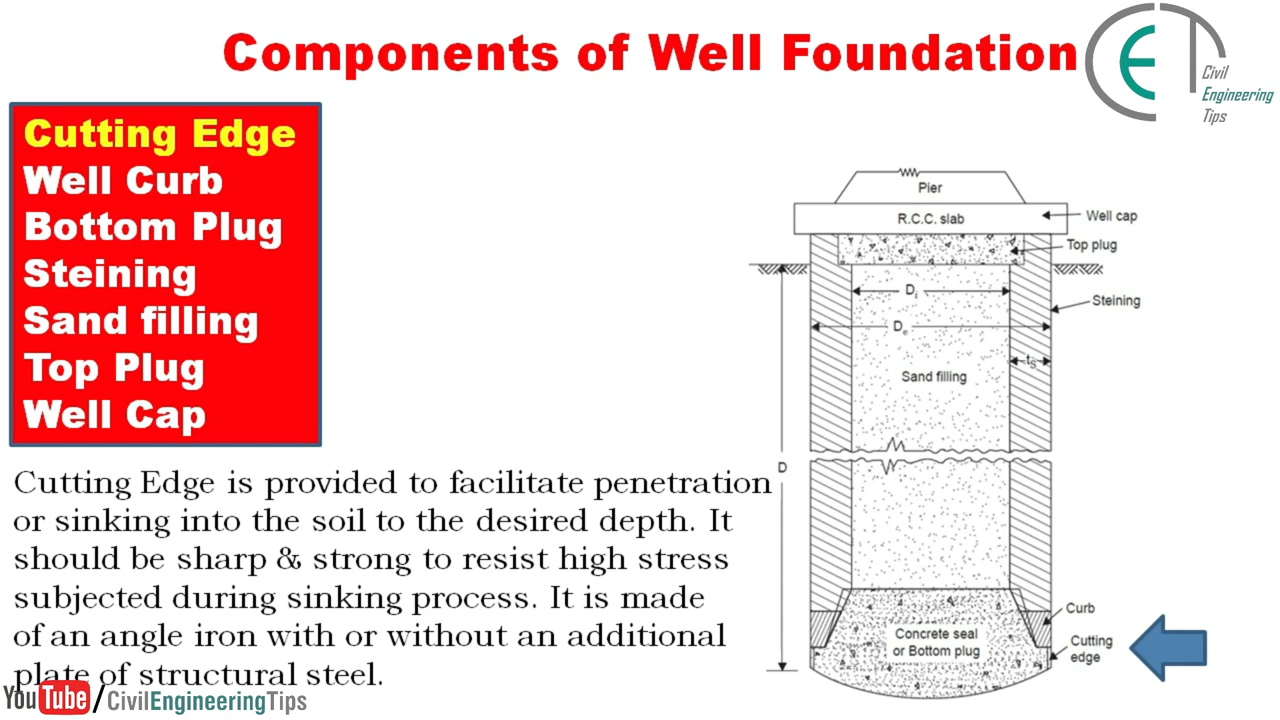 Components of Well Foundation
CET
Civil
Engineering
Tips
Cutting Edge
Well Curb
Bottom Plug
Steining
Sand filling
Top Plug
Well Cap
Cutting Edge is provided to facilitate penetration
or sinking into the soil to the desired depth. It
should be sharp & strong to resist high stress
subjected during sinking process. It is made
of an angle iron with or without an additional
plate of structural steel.
Pier
R.C.C. slab
Well cap
Top plug
Di
Steining
De
ts
Sand filling
D
Curb
Concrete seal
or Bottom plug
Cutting
edge
YouTube/CivilEngineeringTips